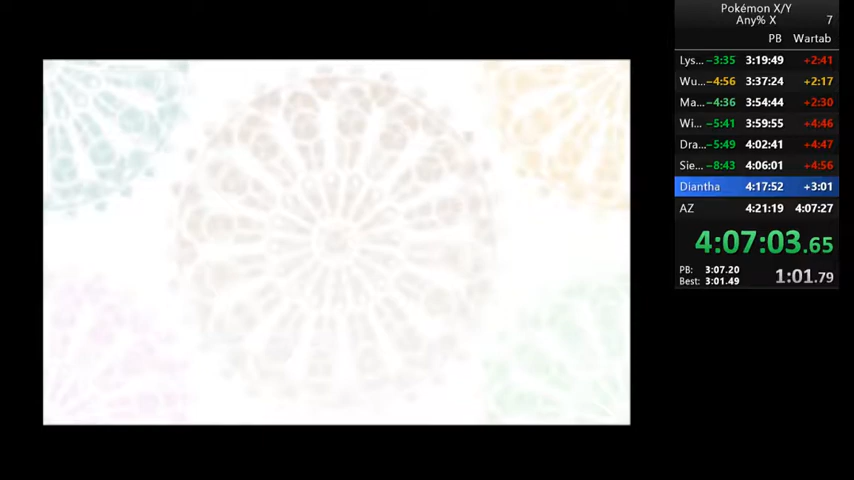 Pokémon X/Y
Any% X 7
PB Wartab
Lys... −3:35 3:19:49 +2:41
Wu... −4:56 3:37:24 +2:17
Ma... −4:36 3:54:44 +2:30
Wi... −5:41 3:59:55 +4:46
Dra... −5:49 4:02:41 +4:47
Sie... −8:43 4:06:01 +4:56
Diantha 4:17:52 +3:01
AZ 4:21:19 4:07:27
4:07:03.65
PB: 3:07.20
Best: 3:01.49 1:01.79